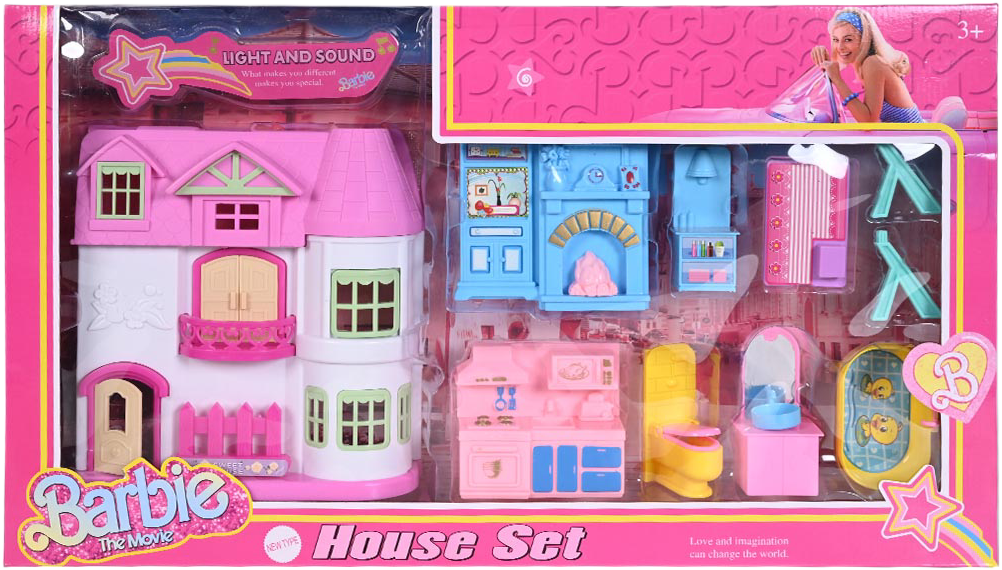 LIGHT AND SOUND
What makes you different
makes you special.
Barbie
3+
B
SWEET
Barbie
The Movie
NEW TYPE
House Set
Love and imagination
can change the world.